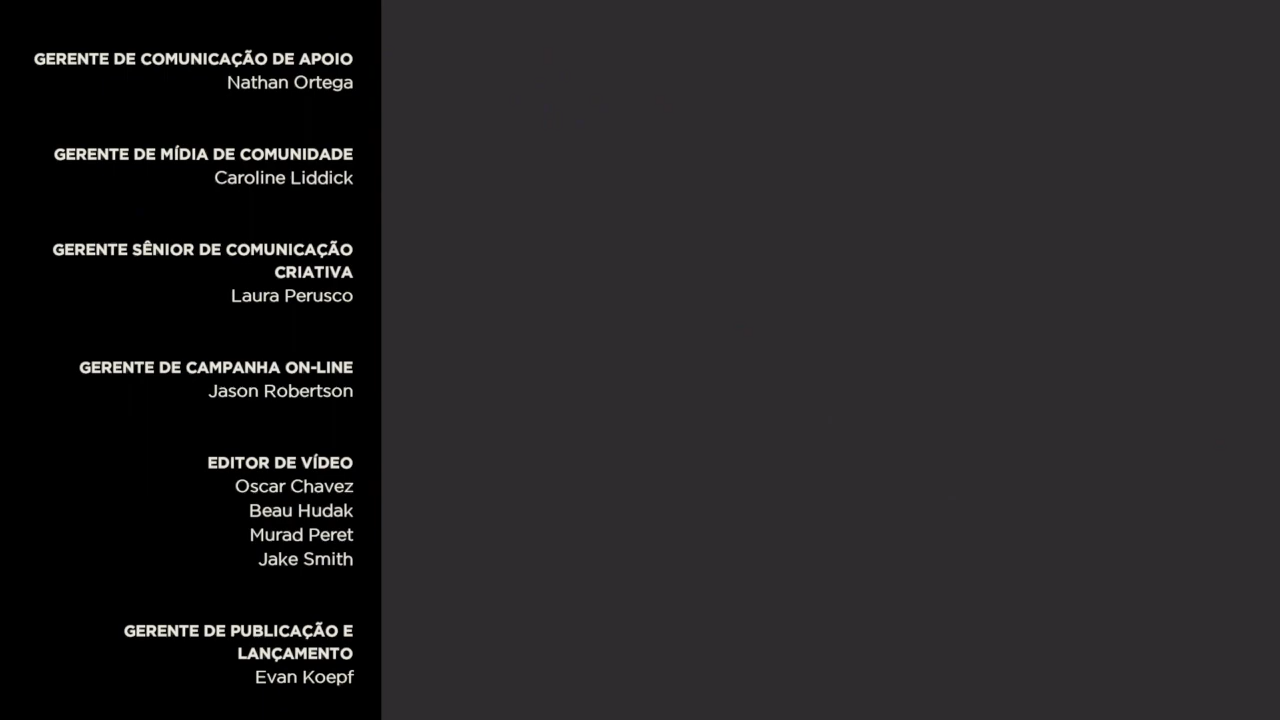 GERENTE DE COMUNICAÇÃO DE APOIO
Nathan Ortega
GERENTE DE MÍDIA DE COMUNIDADE
Caroline Liddick
GERENTE SÊNIOR DE COMUNICAÇÃO
CRIATIVA
Laura Perusco
GERENTE DE CAMPANHA ON-LINE
Jason Robertson
EDITOR DE VÍDEO
Oscar Chavez
Beau Hudak
Murad Peret
Jake Smith
GERENTE DE PUBLICAÇÃO E
LANÇAMENTO
Evan Koepf